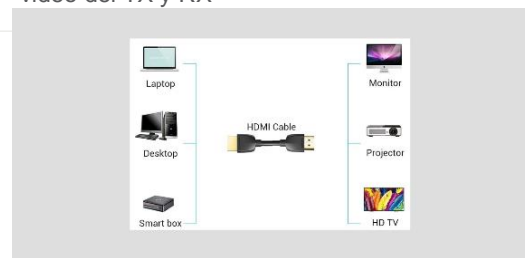 video del TX y RX
Laptop
Monitor
HDMI Cable
Desktop
Projector
Smart box
HD TV